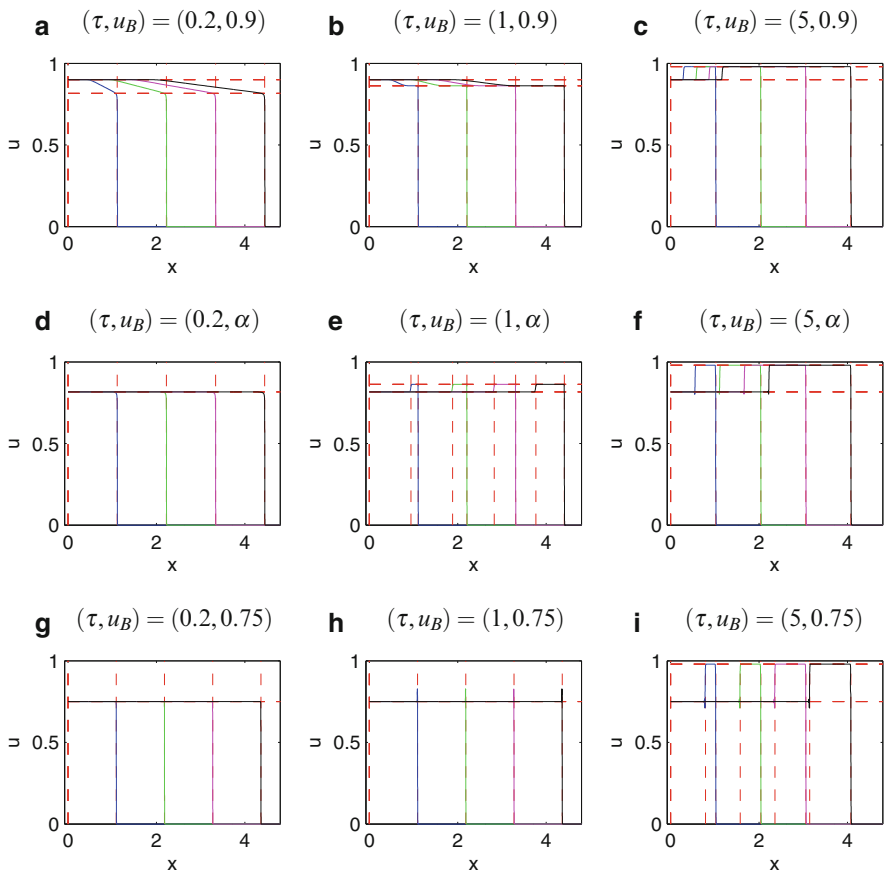 a (τ, u_B) = (0.2, 0.9)
b (τ, u_B) = (1, 0.9)
c (τ, u_B) = (5, 0.9)
1
0.5
0
u
0 2 4
x
1
0.5
0
u
0 2 4
x
1
0.5
0
u
0 2 4
x
d (τ, u_B) = (0.2, α)
e (τ, u_B) = (1, α)
f (τ, u_B) = (5, α)
1
0.5
0
u
0 2 4
x
1
0.5
0
u
0 2 4
x
1
0.5
0
u
0 2 4
x
g (τ, u_B) = (0.2, 0.75)
h (τ, u_B) = (1, 0.75)
i (τ, u_B) = (5, 0.75)
1
0.5
0
u
0 2 4
x
1
0.5
0
u
0 2 4
x
1
0.5
0
u
0 2 4
x